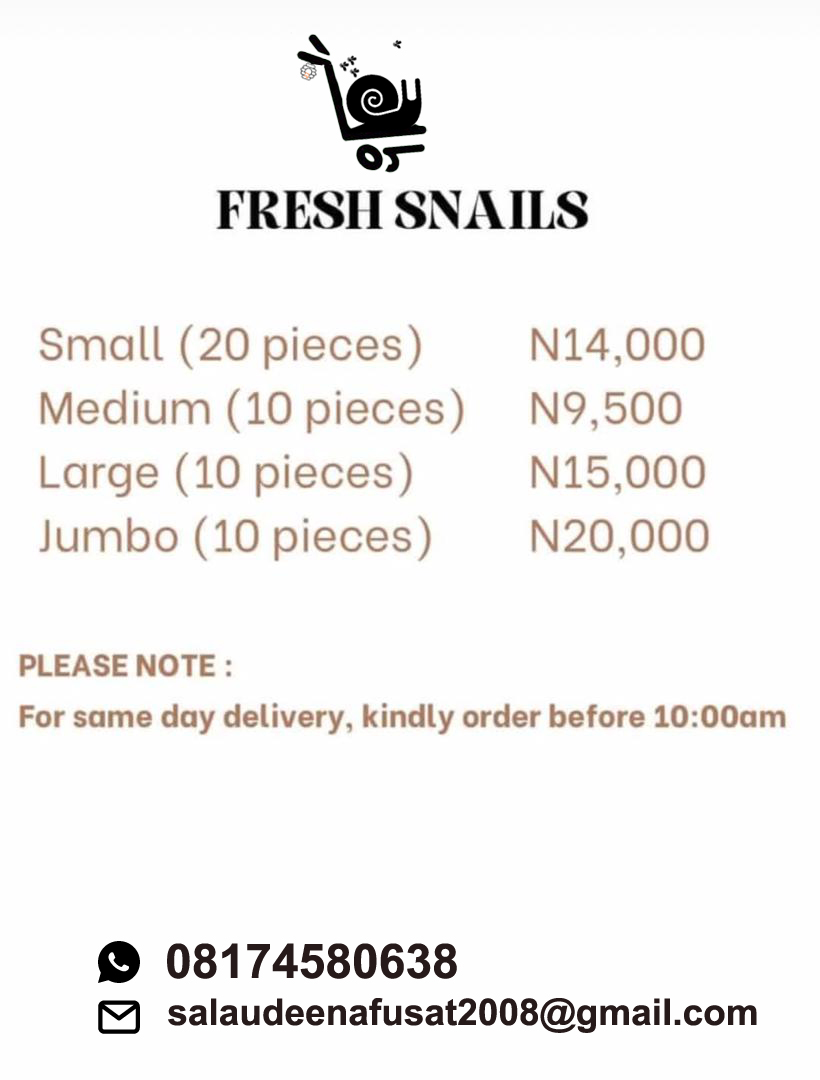 FRESH SNAILS
Small (20 pieces) N14,000
Medium (10 pieces) N9,500
Large (10 pieces) N15,000
Jumbo (10 pieces) N20,000
PLEASE NOTE :
For same day delivery, kindly order before 10:00am
08174580638
salaudeenafusat2008@gmail.com